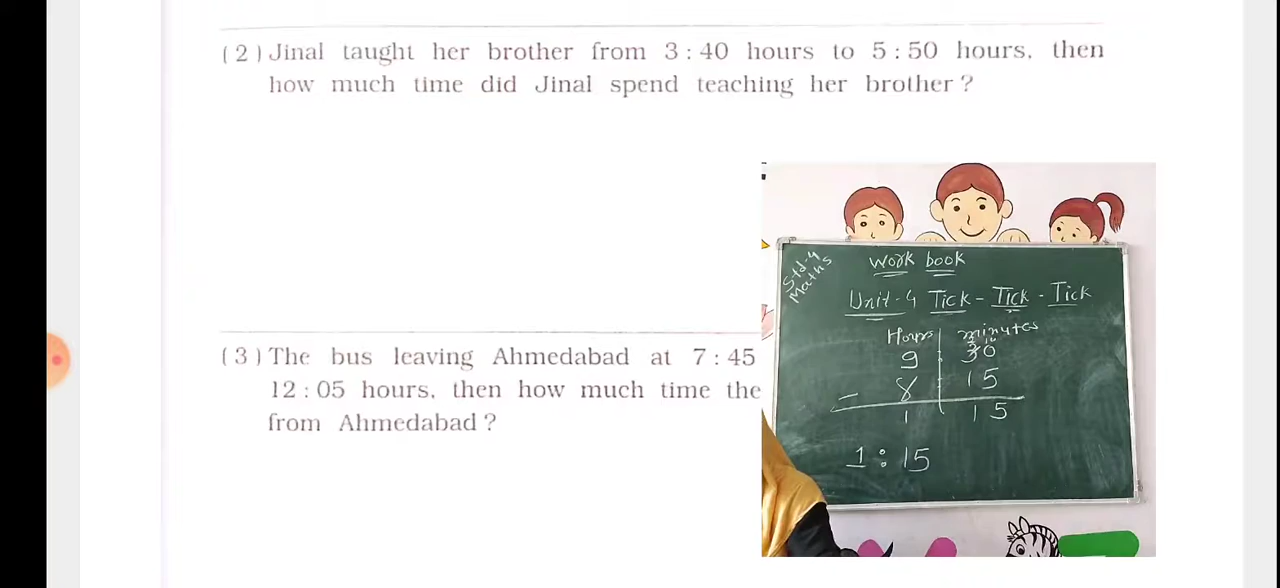 (2) Jinal taught her brother from 3 : 40 hours to 5 : 50 hours, then
how much time did Jinal spend teaching her brother ?
(3) The bus leaving Ahmedabad at 7 : 45
12 : 05 hours, then how much time the
from Ahmedabad ?
Std-4
Maths
Work book
Unit-4 Tick - Tick - Tick
Hours minutes
9 : 30
- 8 : 15
1 15
1 : 15